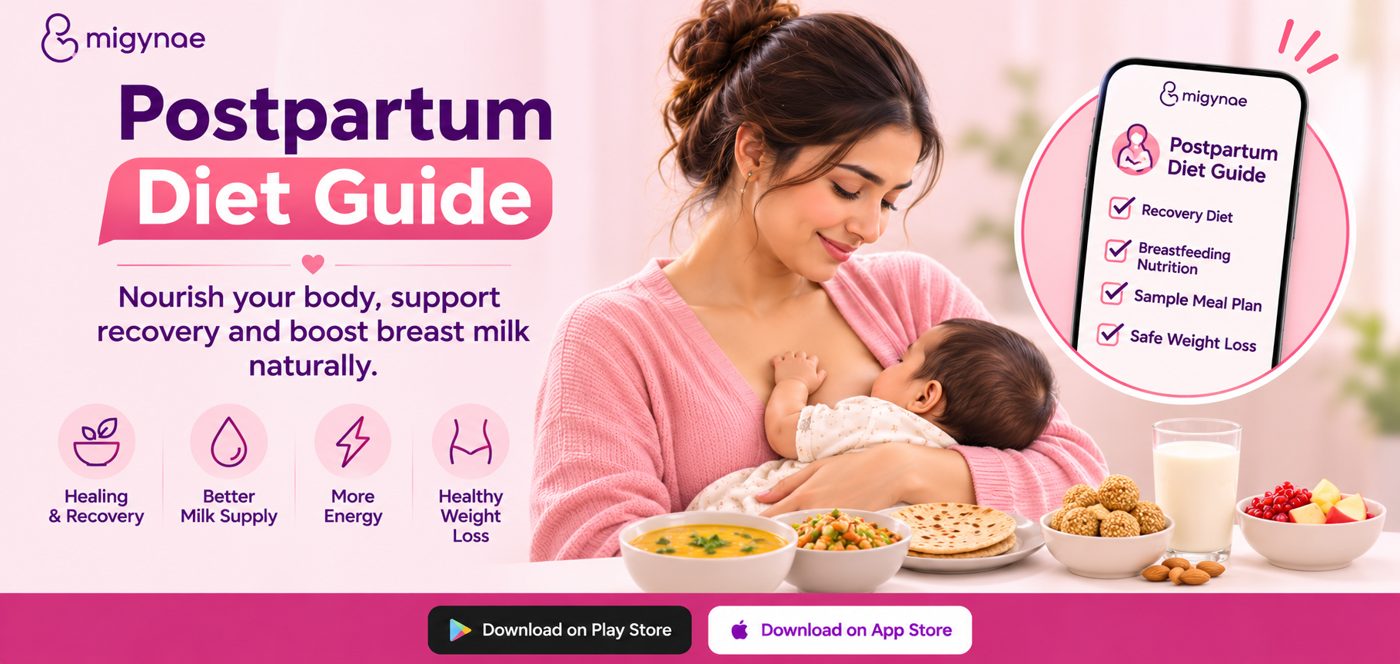 migynae
Postpartum
Diet Guide
Nourish your body, support
recovery and boost breast milk
naturally.
Healing
& Recovery
Better
Milk Supply
More
Energy
Healthy
Weight
Loss
migynae
Postpartum
Diet Guide
Recovery Diet
Breastfeeding
Nutrition
Sample Meal Plan
Safe Weight Loss
Download on Play Store
Download on App Store